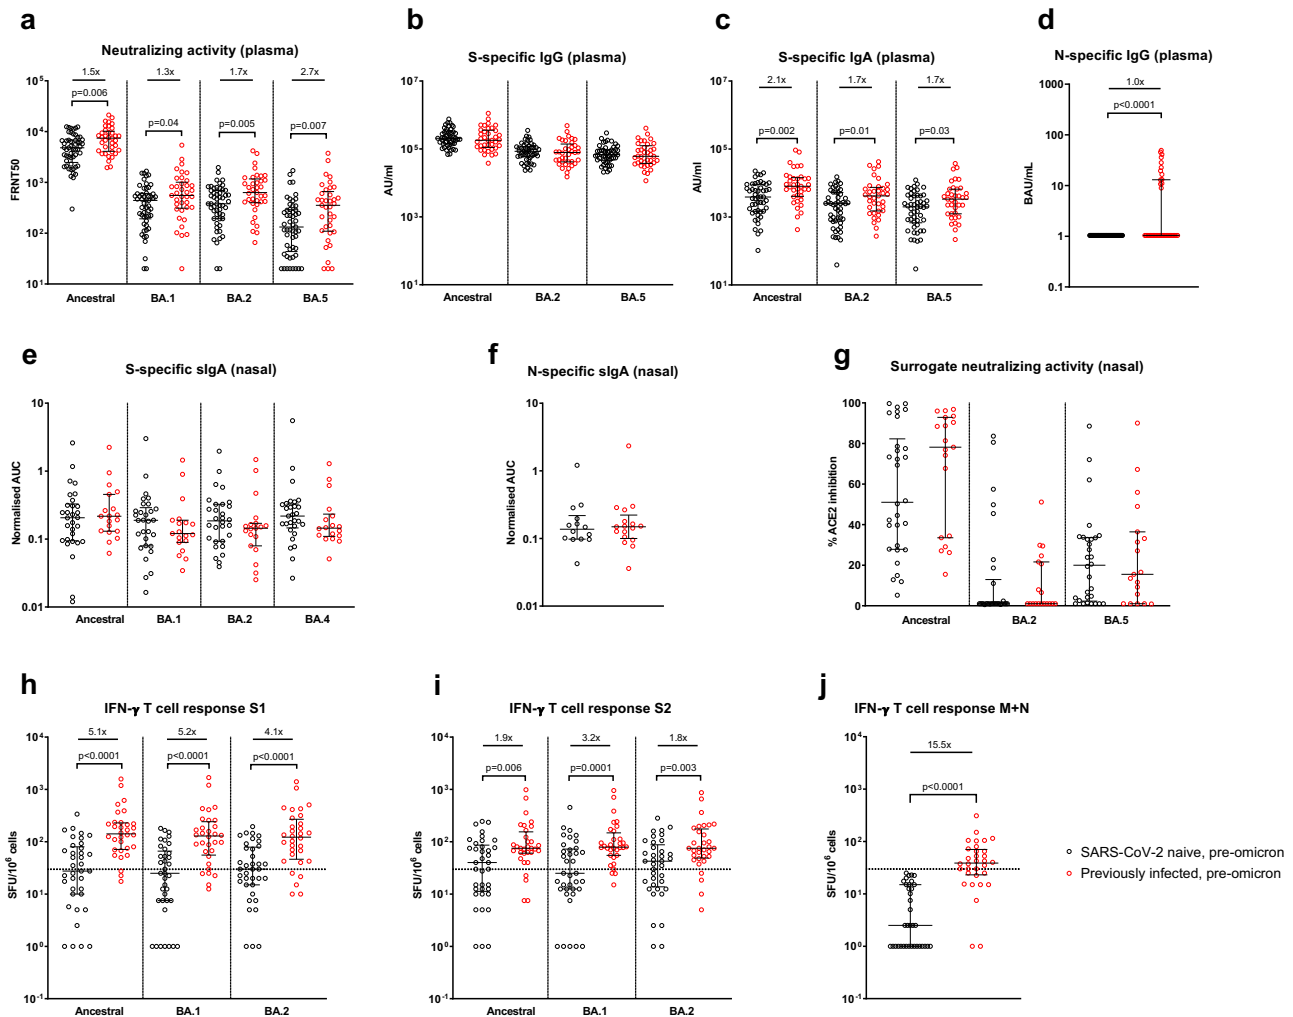 a
Neutralizing activity (plasma)
1.5x 1.3x 1.7x 2.7x
p=0.006 p=0.04 p=0.005 p=0.007
FRNT50
10⁵
10⁴
10³
10²
10¹
Ancestral BA.1 BA.2 BA.5
b
S-specific IgG (plasma)
AU/ml
10⁷
10⁵
10³
10¹
Ancestral BA.2 BA.5
c
S-specific IgA (plasma)
2.1x 1.7x 1.7x
p=0.002 p=0.01 p=0.03
AU/ml
10⁷
10⁵
10³
10¹
Ancestral BA.2 BA.5
d
N-specific IgG (plasma)
1.0x
p<0.0001
BAU/mL
1000
100
10
1
0.1
e
S-specific sIgA (nasal)
Normalised AUC
10
1
0.1
0.01
Ancestral BA.1 BA.2 BA.4
f
N-specific sIgA (nasal)
Normalised AUC
10
1
0.1
0.01
g
Surrogate neutralizing activity (nasal)
% ACE2 inhibition
100
80
60
40
20
0
Ancestral BA.2 BA.5
h
IFN-γ T cell response S1
5.1x 5.2x 4.1x
p<0.0001 p<0.0001 p<0.0001
SFU/10⁶ cells
10⁴
10³
10²
10¹
10⁰
10⁻¹
Ancestral BA.1 BA.2
i
IFN-γ T cell response S2
1.9x 3.2x 1.8x
p=0.006 p=0.0001 p=0.003
SFU/10⁶ cells
10⁴
10³
10²
10¹
10⁰
10⁻¹
Ancestral BA.1 BA.2
j
IFN-γ T cell response M+N
15.5x
p<0.0001
SFU/10⁶ cells
10⁴
10³
10²
10¹
10⁰
10⁻¹
SARS-CoV-2 naive, pre-omicron
Previously infected, pre-omicron